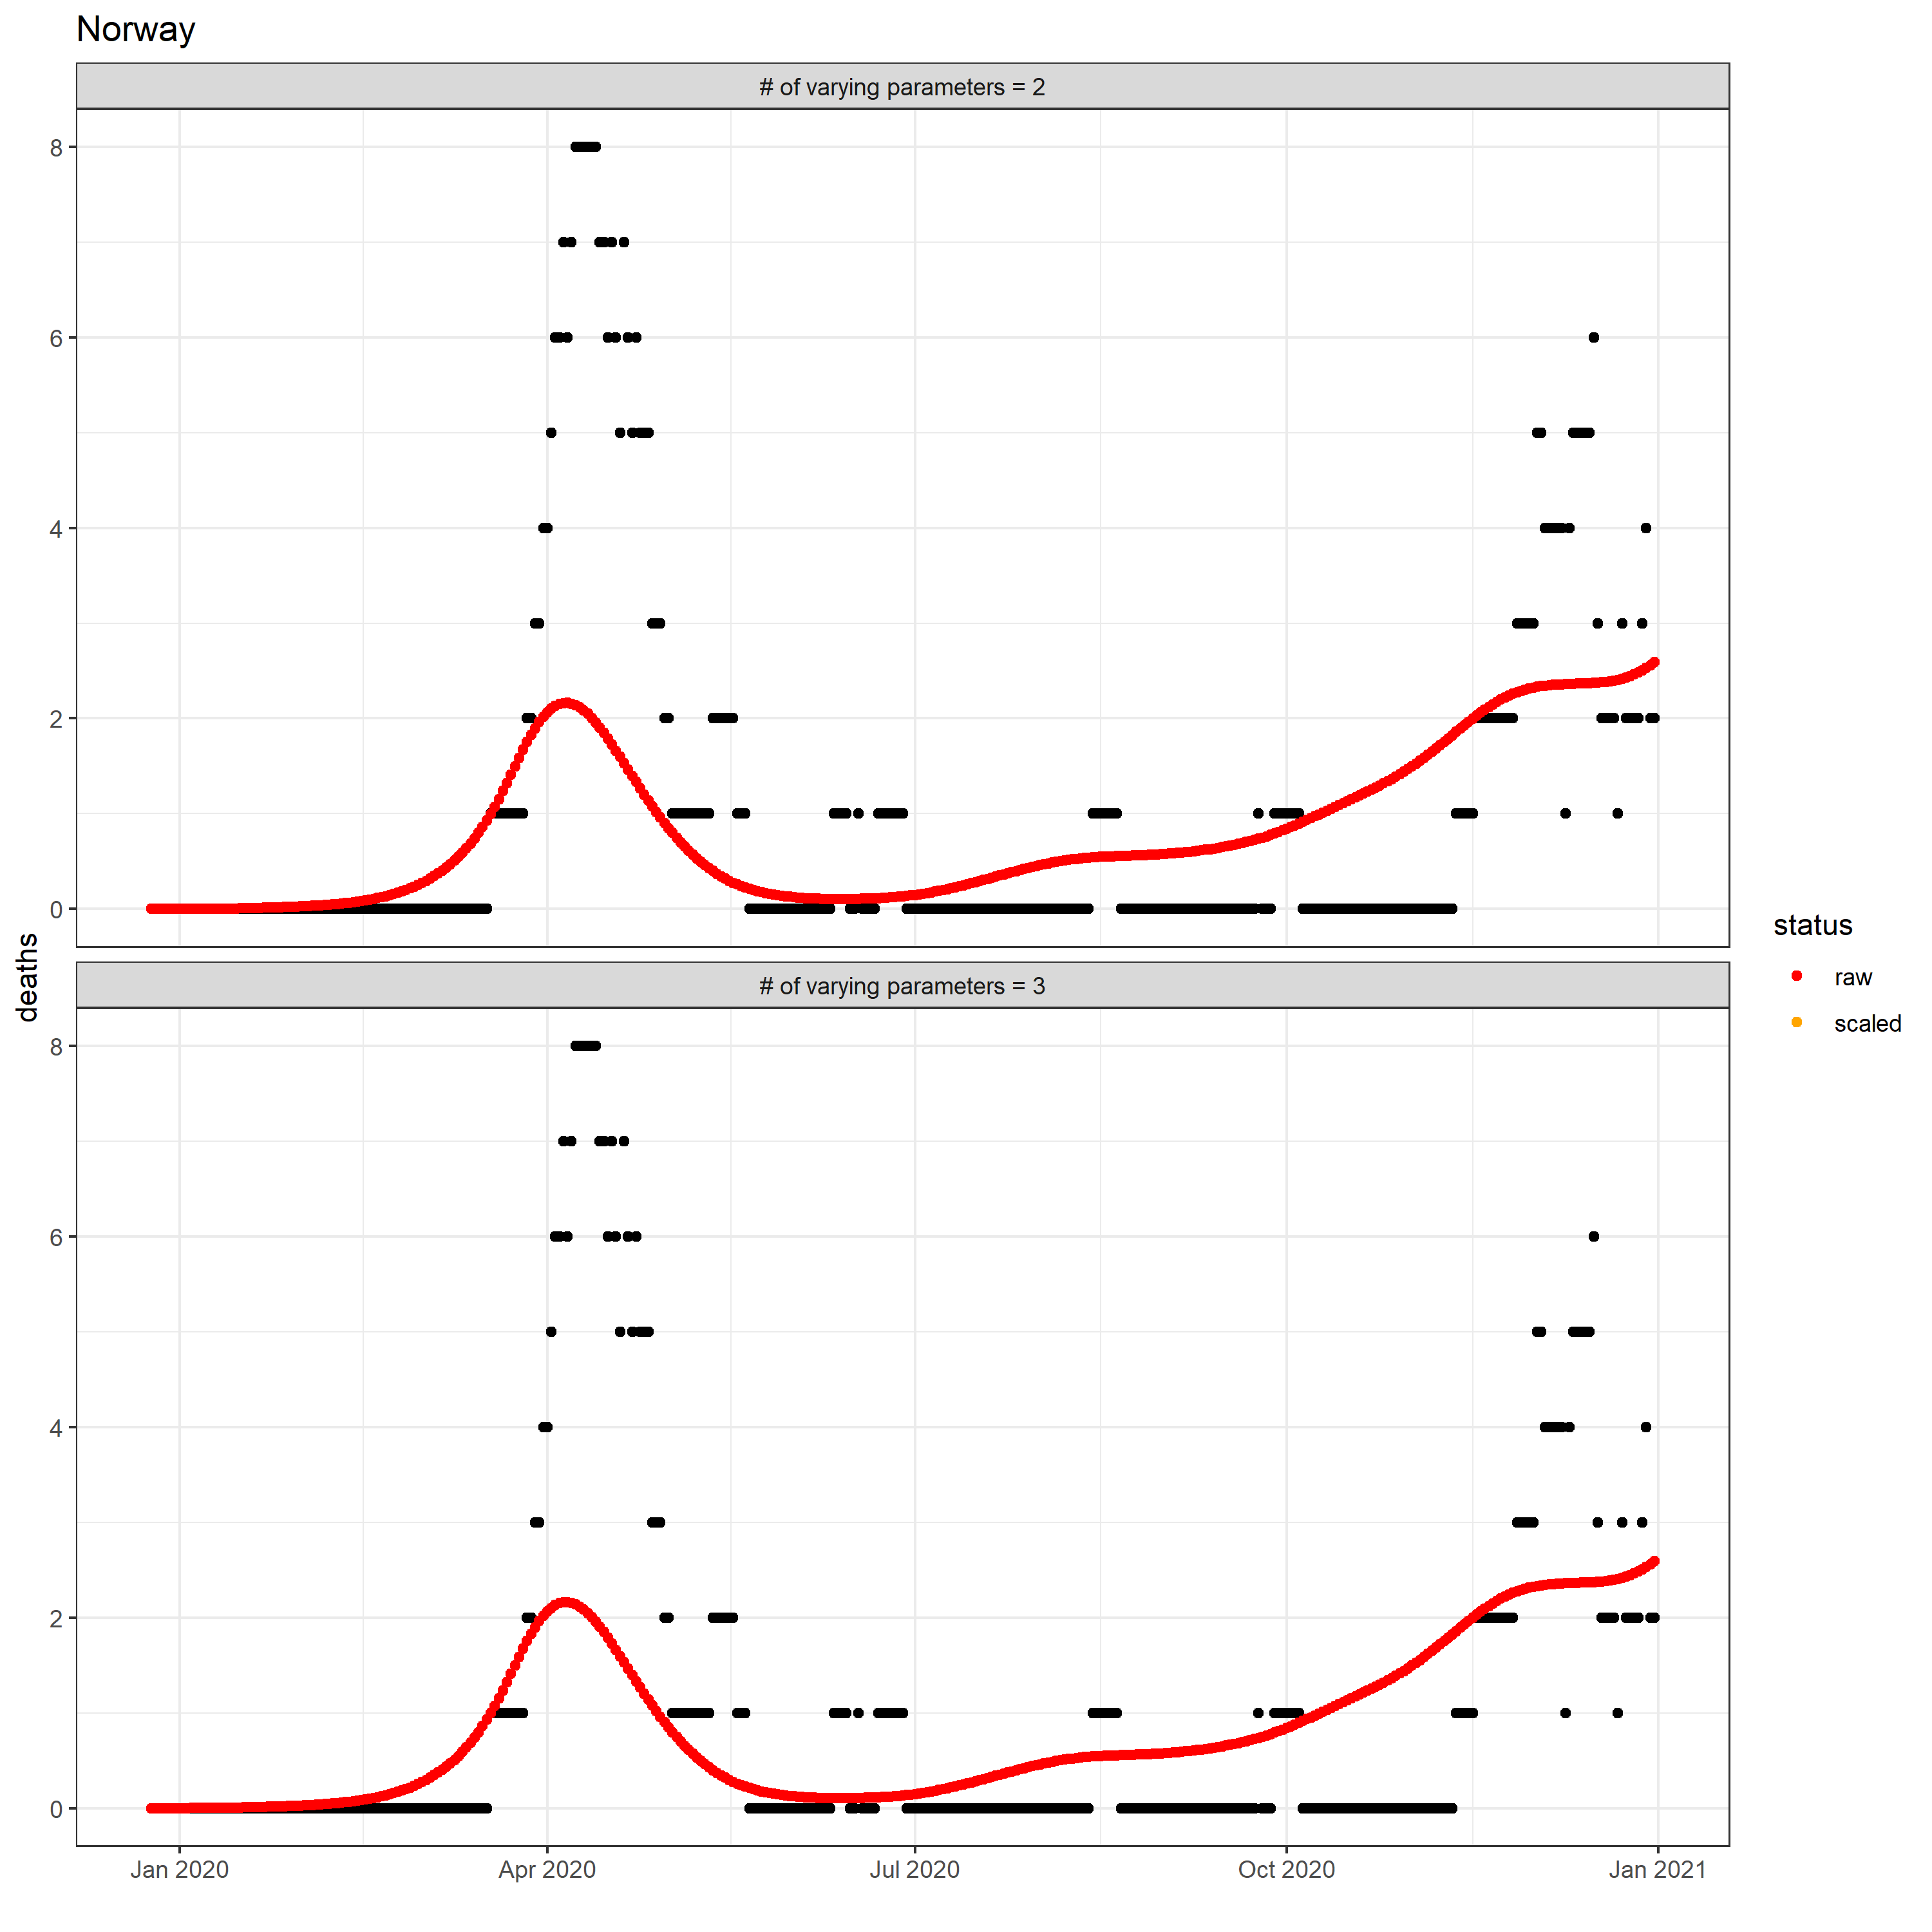 Norway
# of varying parameters = 2
8
6
4
2
0
deaths
# of varying parameters = 3
8
6
4
2
0
Jan 2020
Apr 2020
Jul 2020
Oct 2020
Jan 2021
status
raw
scaled